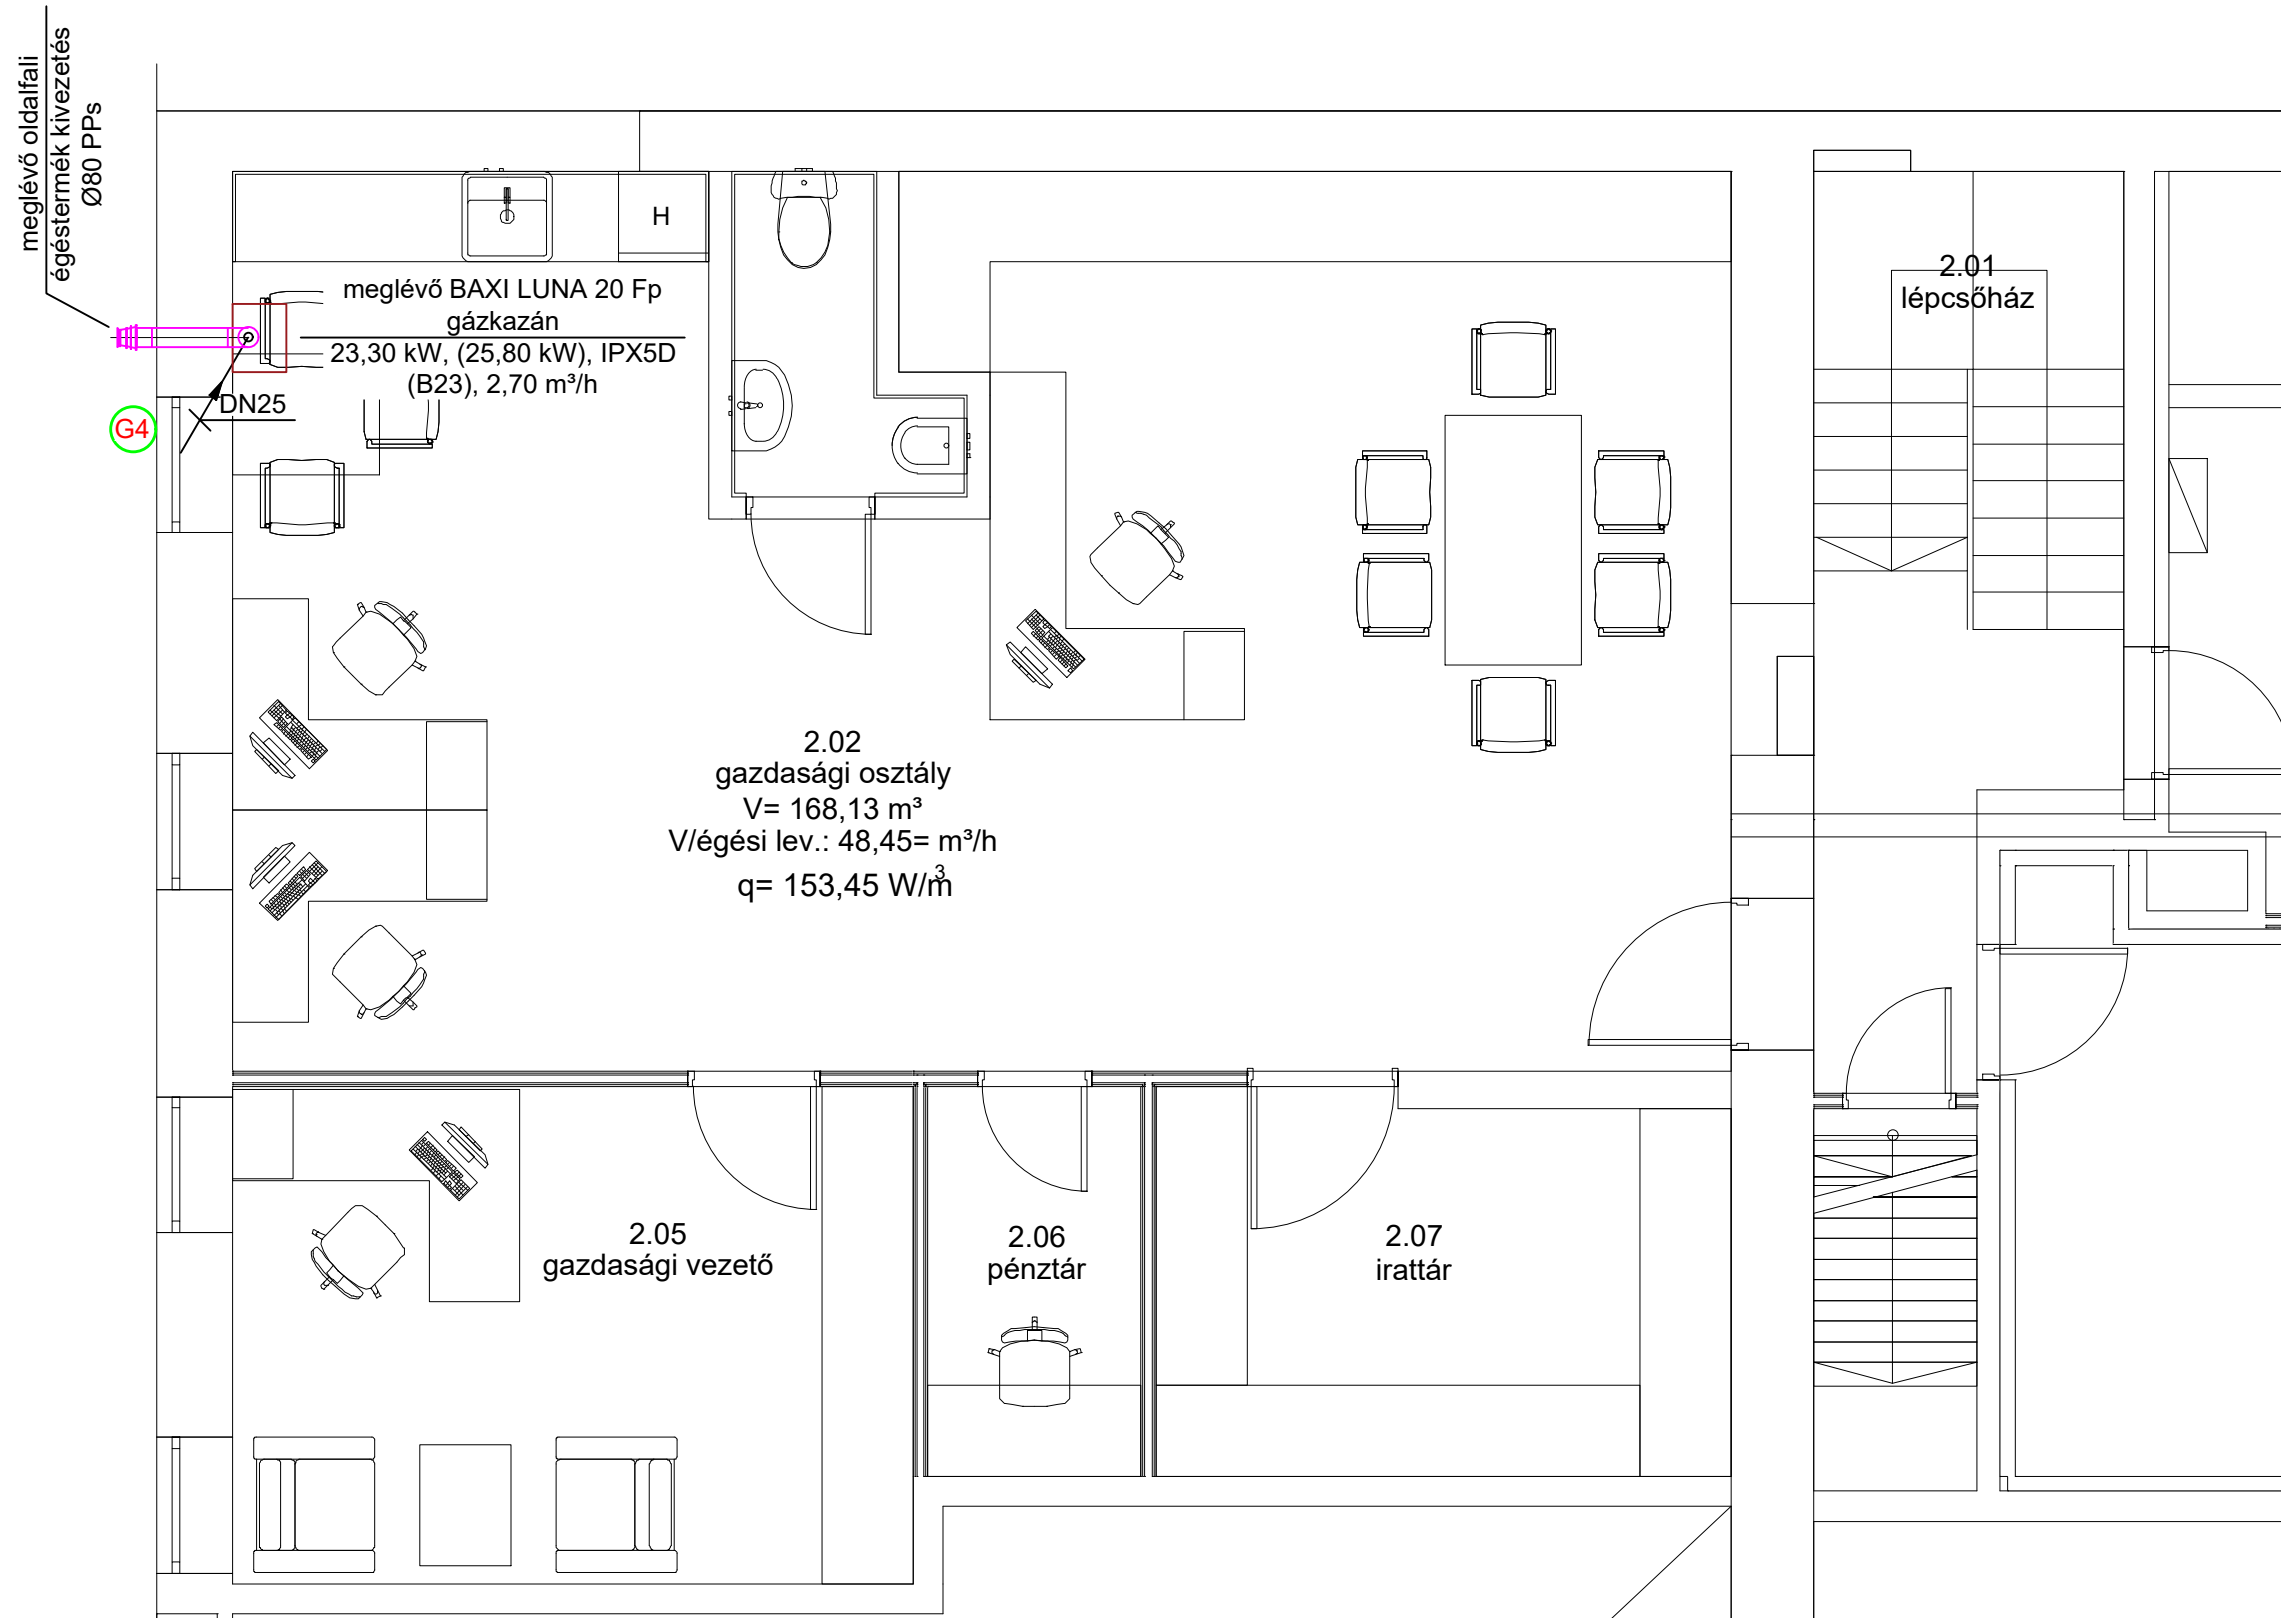 meglévő oldalfali
égéstermék kivezetés
Ø80 PPs
H
meglévő BAXI LUNA 20 Fp
gázkazán
23,30 kW, (25,80 kW), IPX5D
(B23), 2,70 m³/h
DN25
G4
2.01
lépcsőház
2.02
gazdasági osztály
V= 168,13 m³
V/égési lev.: 48,45= m³/h
q= 153,45 W/m³
2.05
gazdasági vezető
2.06
pénztár
2.07
irattár